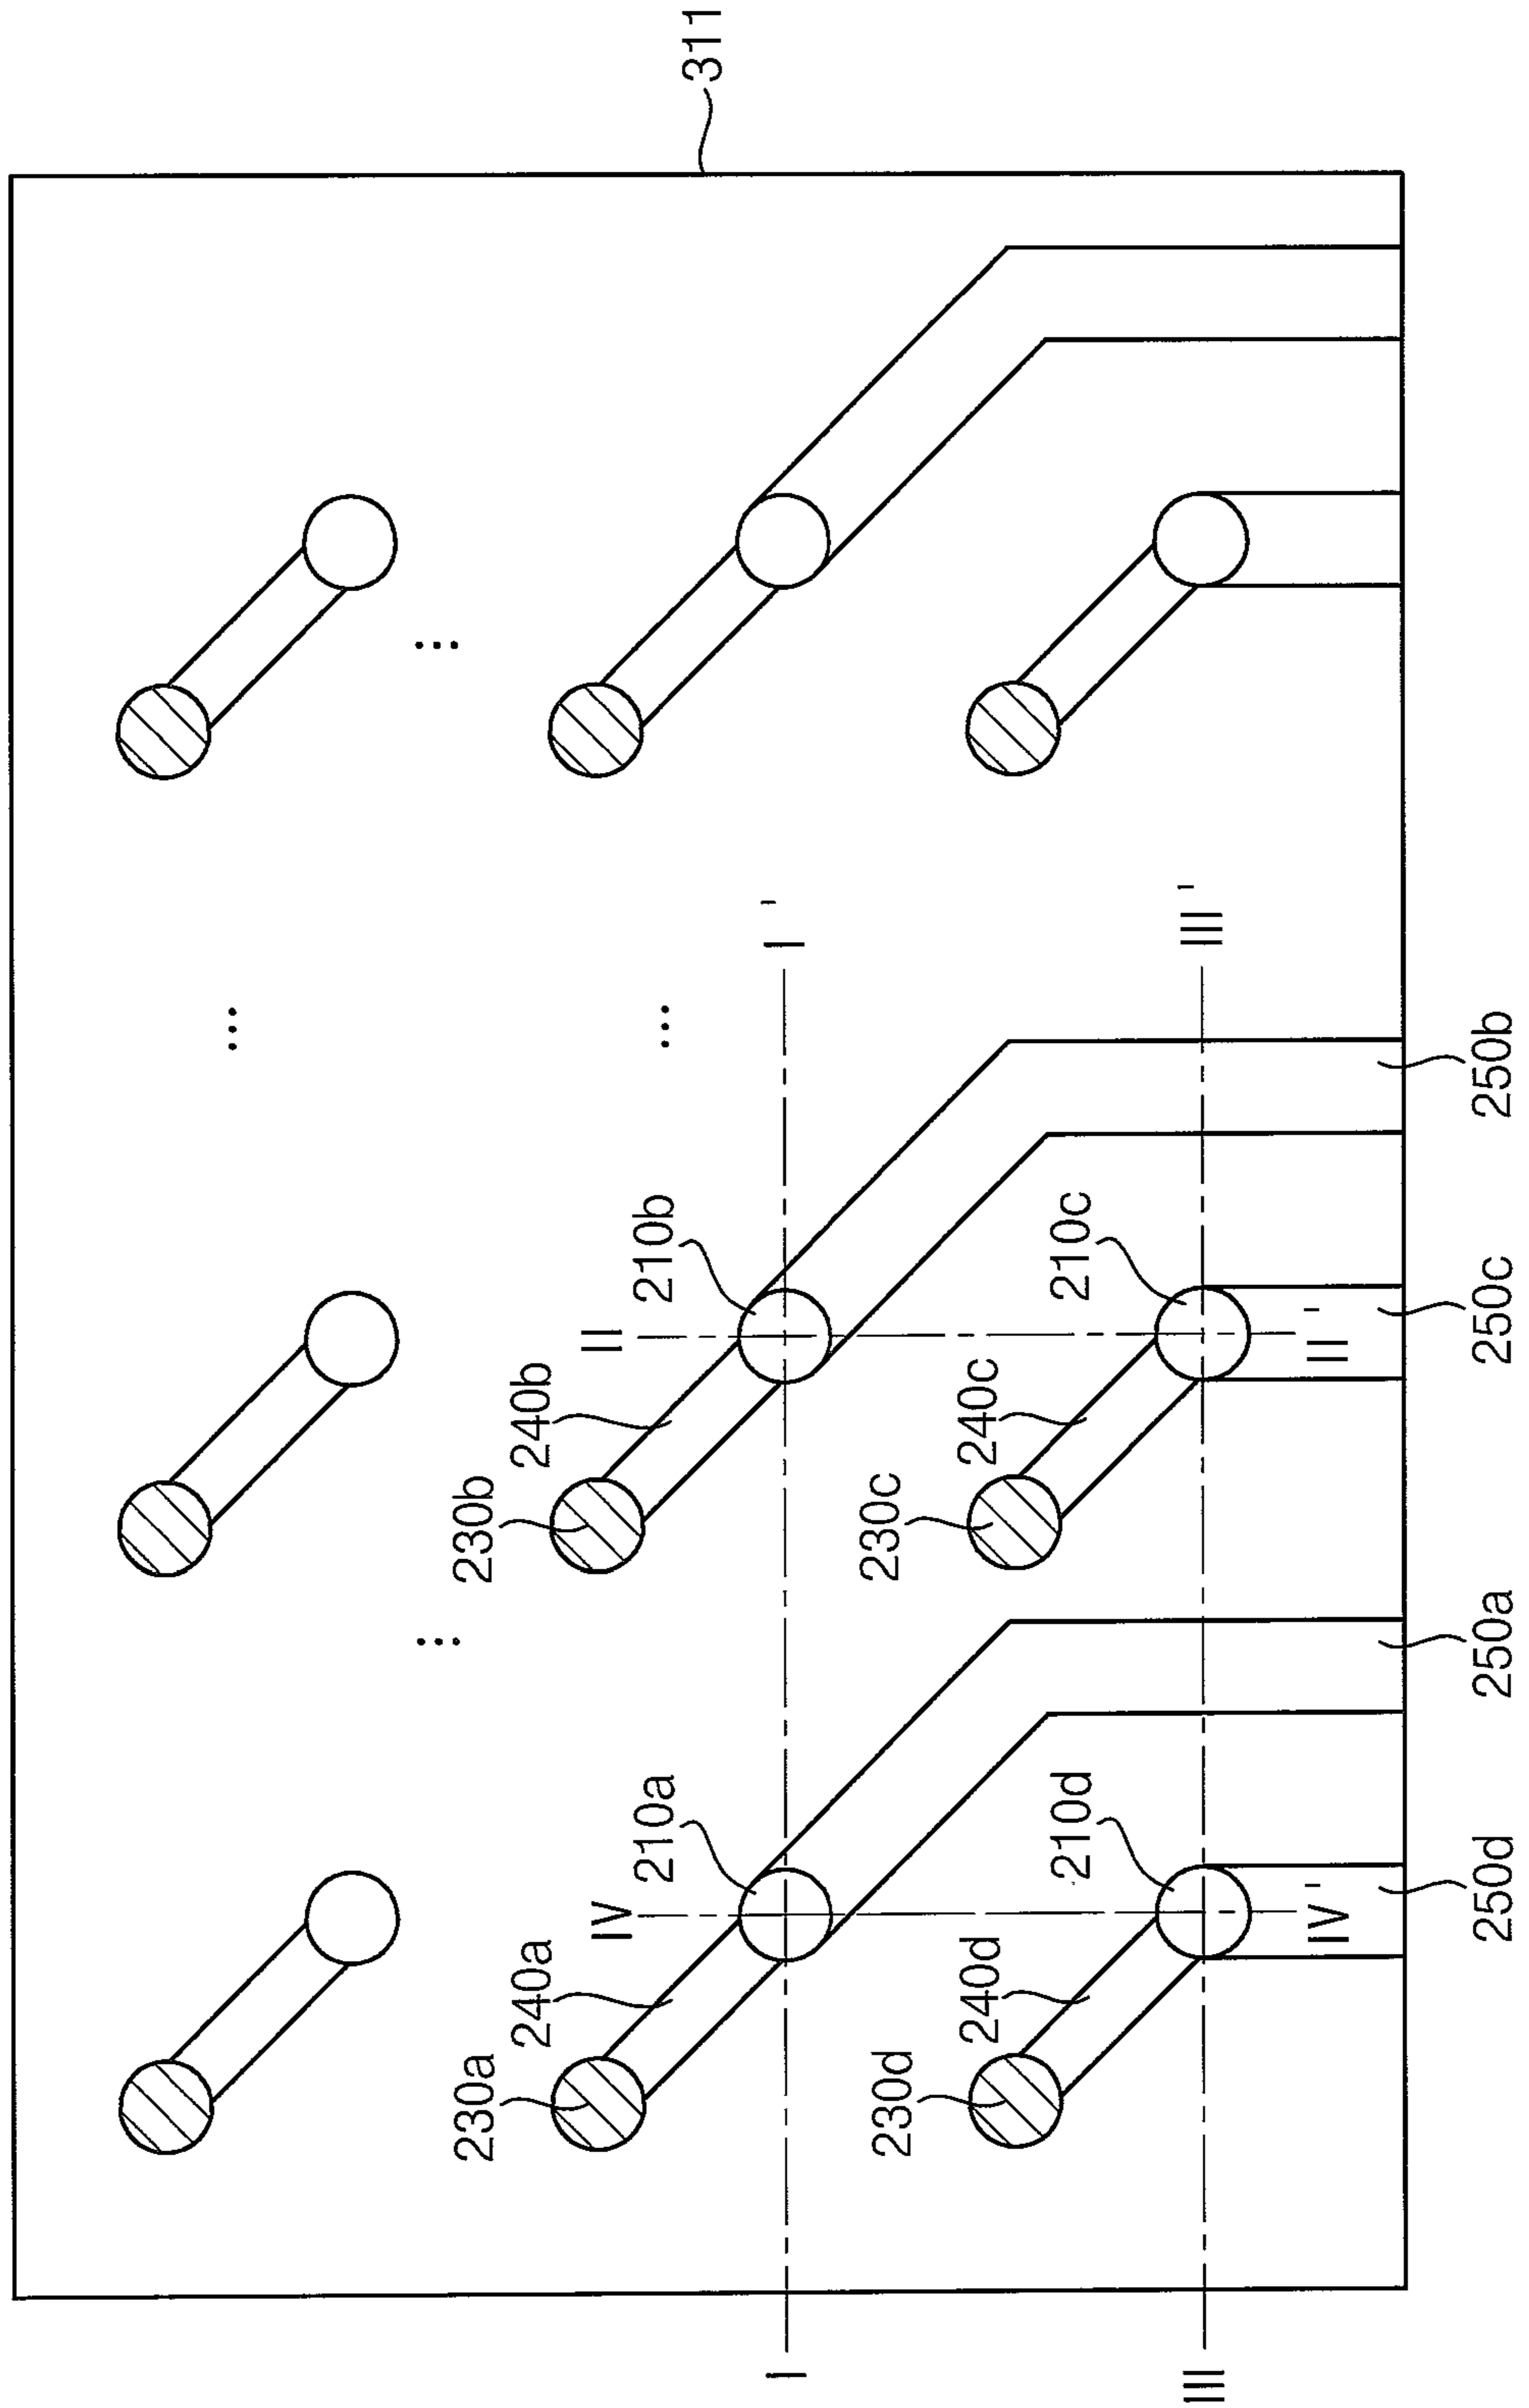 311
I'
III'
II
210b
240b
230b
210c
240c
230c
II'
250b
250c
250a
IV
210a
240a
230a
210d
240d
230d
IV'
250d
I
III